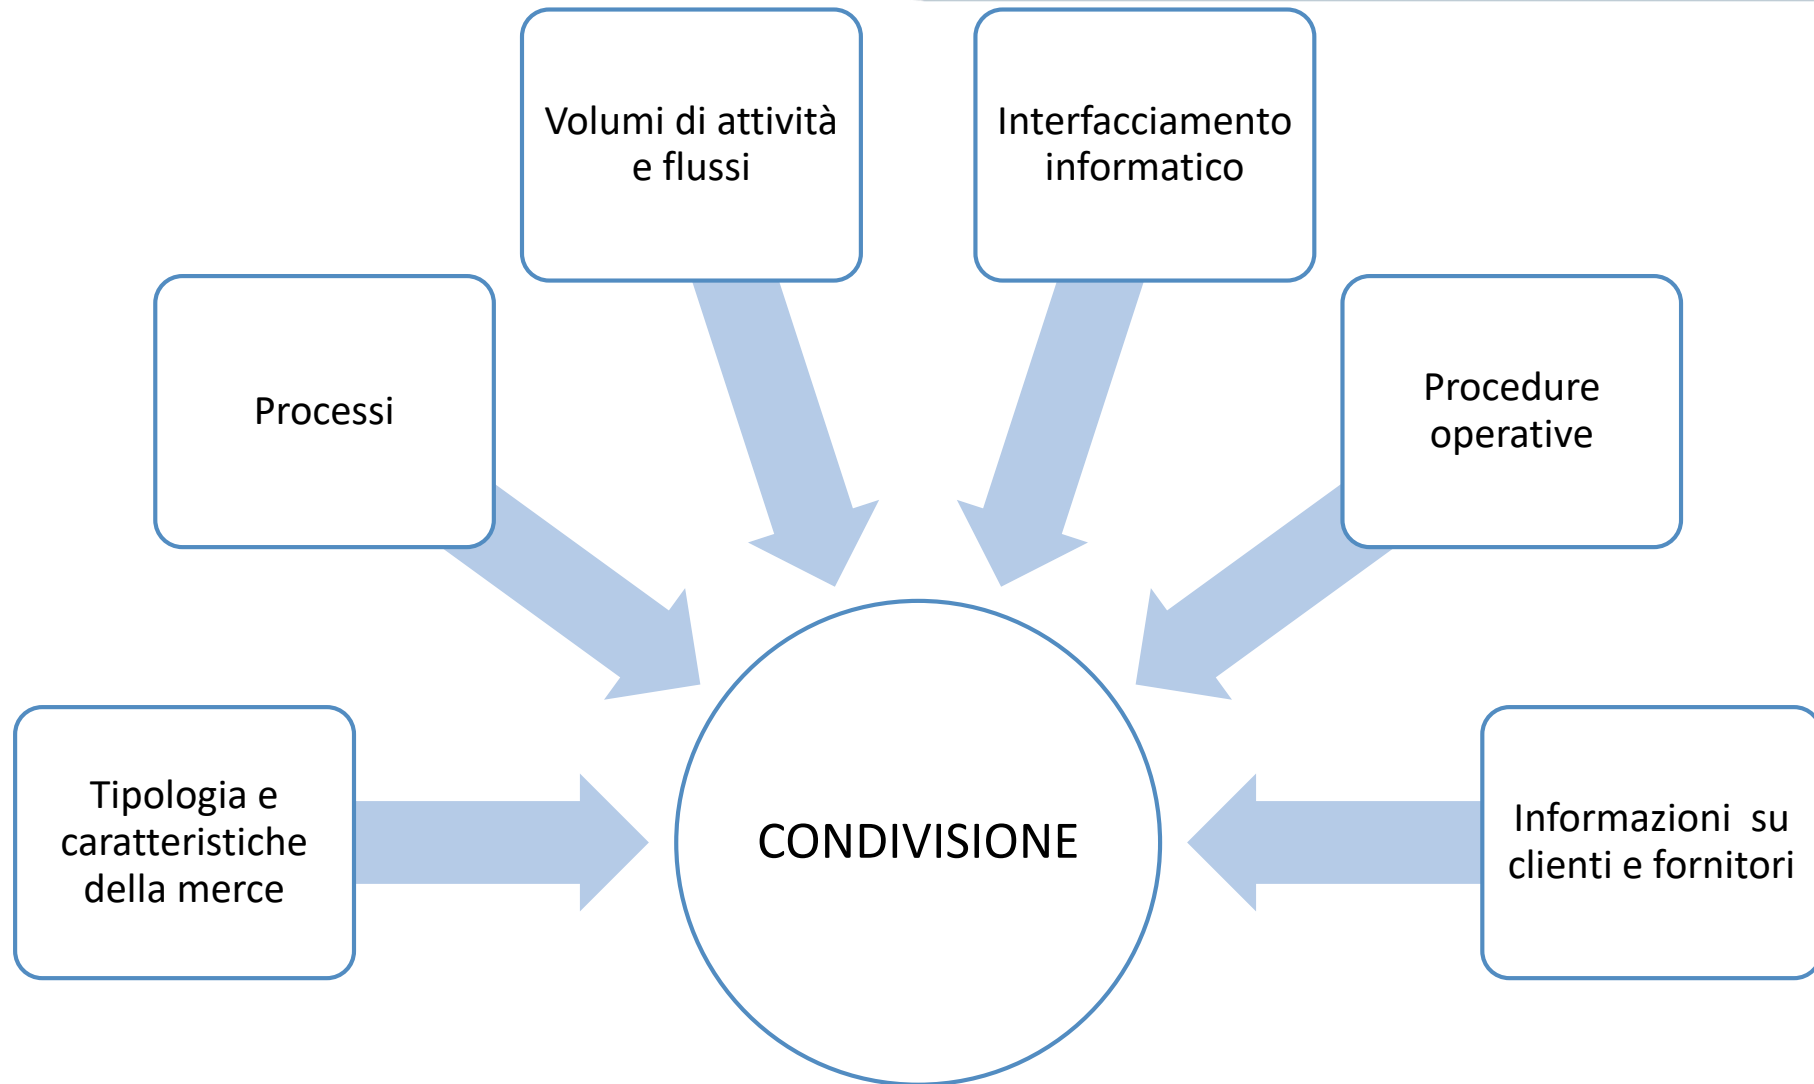 Volumi di attività
e flussi
Interfacciamento
informatico
Processi
Procedure
operative
Tipologia e
caratteristiche
della merce
CONDIVISIONE
Informazioni  su
clienti e fornitori